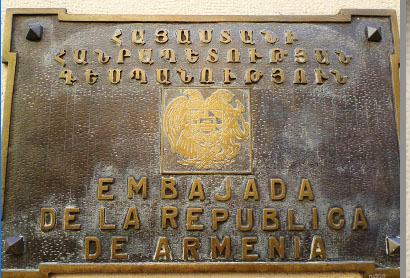 ՀԱՅԱՍՏԱՆԻ
ՀԱՆՐԱՊԵՏՈՒԹՅԱՆ
ԴԵՍՊԱՆՈՒԹՅՈՒՆ
EMBAJADA
DE LA REPUBLICA
DE ARMENIA